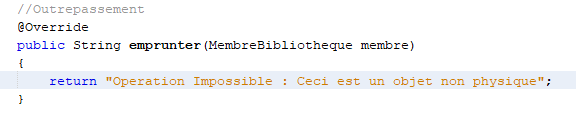 //Outrepassement
@Override
public String emprunter(MembreBibliotheque membre)
{
    return "Operation Impossible : Ceci est un objet non physique";
}